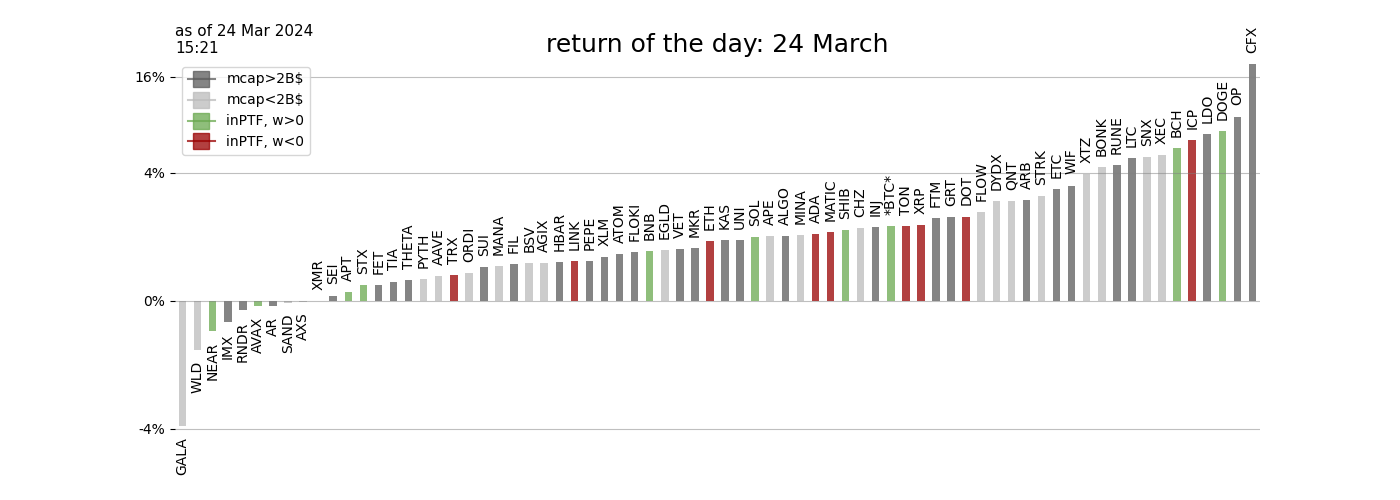 as of 24 Mar 2024
15:21
return of the day: 24 March
mcap>2B$
mcap<2B$
inPTF, w>0
inPTF, w<0
16%
4%
0%
-4%
GALA
WLD
NEAR
IMX
RNDR
AVAX
AR
SAND
AXS
XMR
SEI
APT
STX
FET
TIA
THETA
PYTH
AAVE
TRX
ORDI
SUI
MANA
FIL
BSV
AGIX
HBAR
LINK
PEPE
XLM
ATOM
FLOKI
BNB
EGLD
VET
MKR
ETH
KAS
UNI
SOL
APE
ALGO
MINA
ADA
MATIC
SHIB
CHZ
INJ
*BTC*
TON
XRP
FTM
GRT
DOT
FLOW
DYDX
QNT
ARB
STRK
ETC
WIF
XTZ
BONK
RUNE
LTC
SNX
XEC
BCH
ICP
LDO
DOGE
OP
CFX